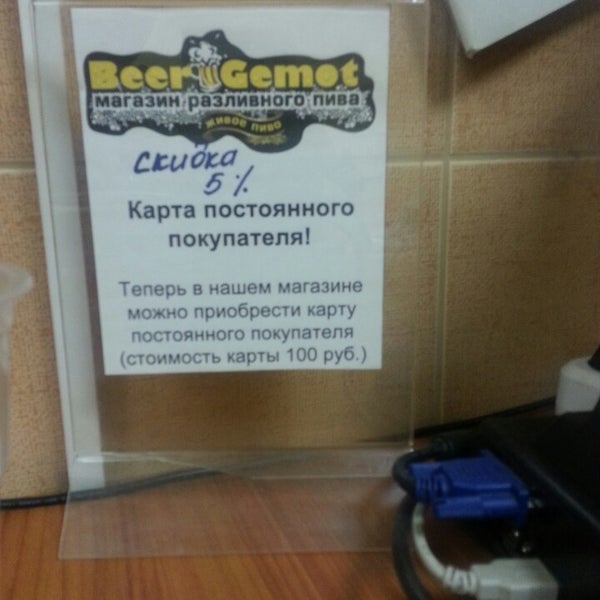 Beer Gemot
магазин разливного пива
живое пиво
скидка
5%
Карта постоянного
покупателя!
Теперь в нашем магазине
можно приобрести карту
постоянного покупателя
(стоимость карты 100 руб.)